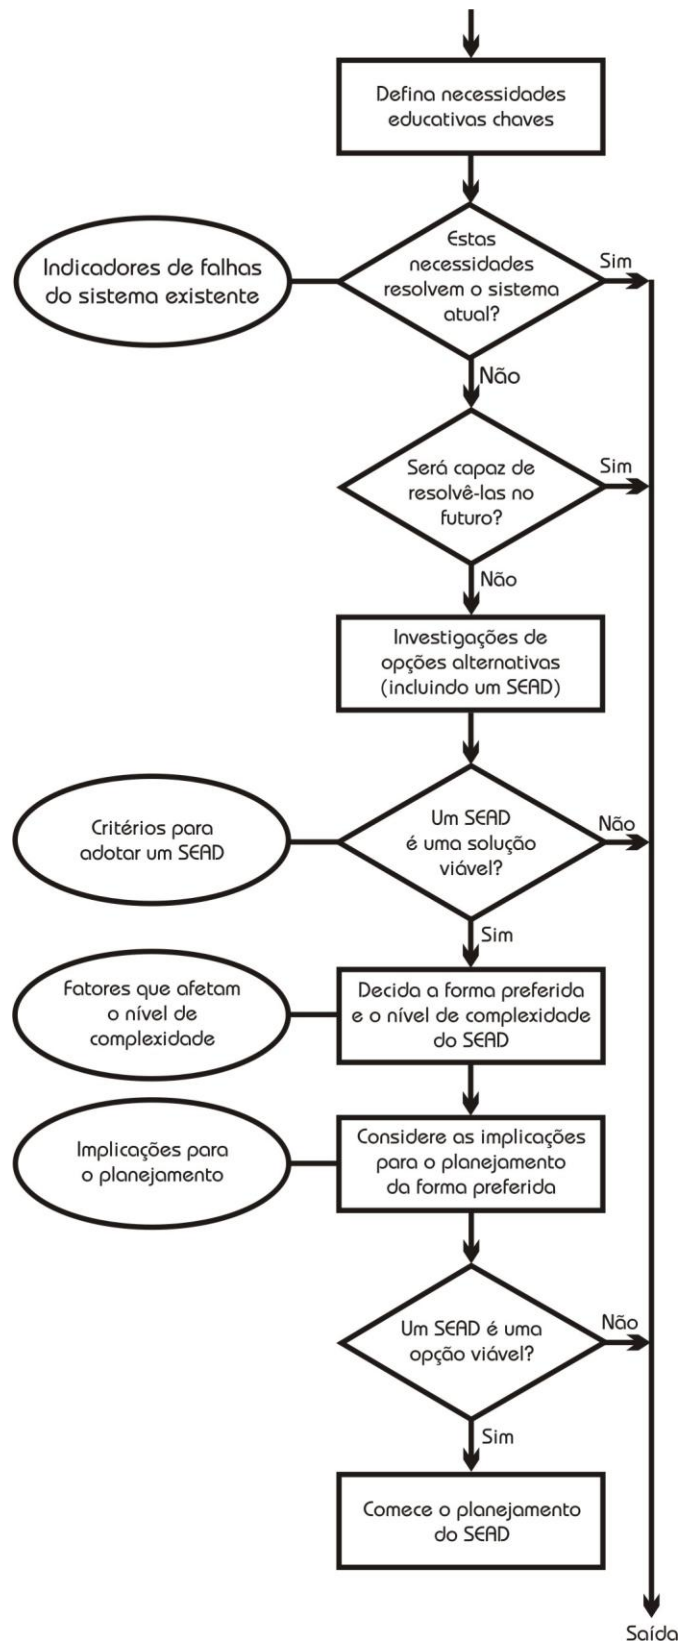 Defina necessidades
educativas chaves
Indicadores de falhas
do sistema existente
Estas
necessidades
resolvem o sistema
atual?
Sim
Não
Será capaz de
resolvê-las no
futuro?
Sim
Não
Investigações de
opções alternativas
(incluindo um SEAD)
Critérios para
adotar um SEAD
Um SEAD
é uma solução
viável?
Não
Sim
Fatores que afetam
o nível de
complexidade
Decida a forma preferida
e o nível de complexidade
do SEAD
Implicações para
o planejamento
Considere as implicações
para o planejamento
da forma preferida
Um SEAD é uma
opção viável?
Não
Sim
Comece o planejamento
do SEAD
Saída